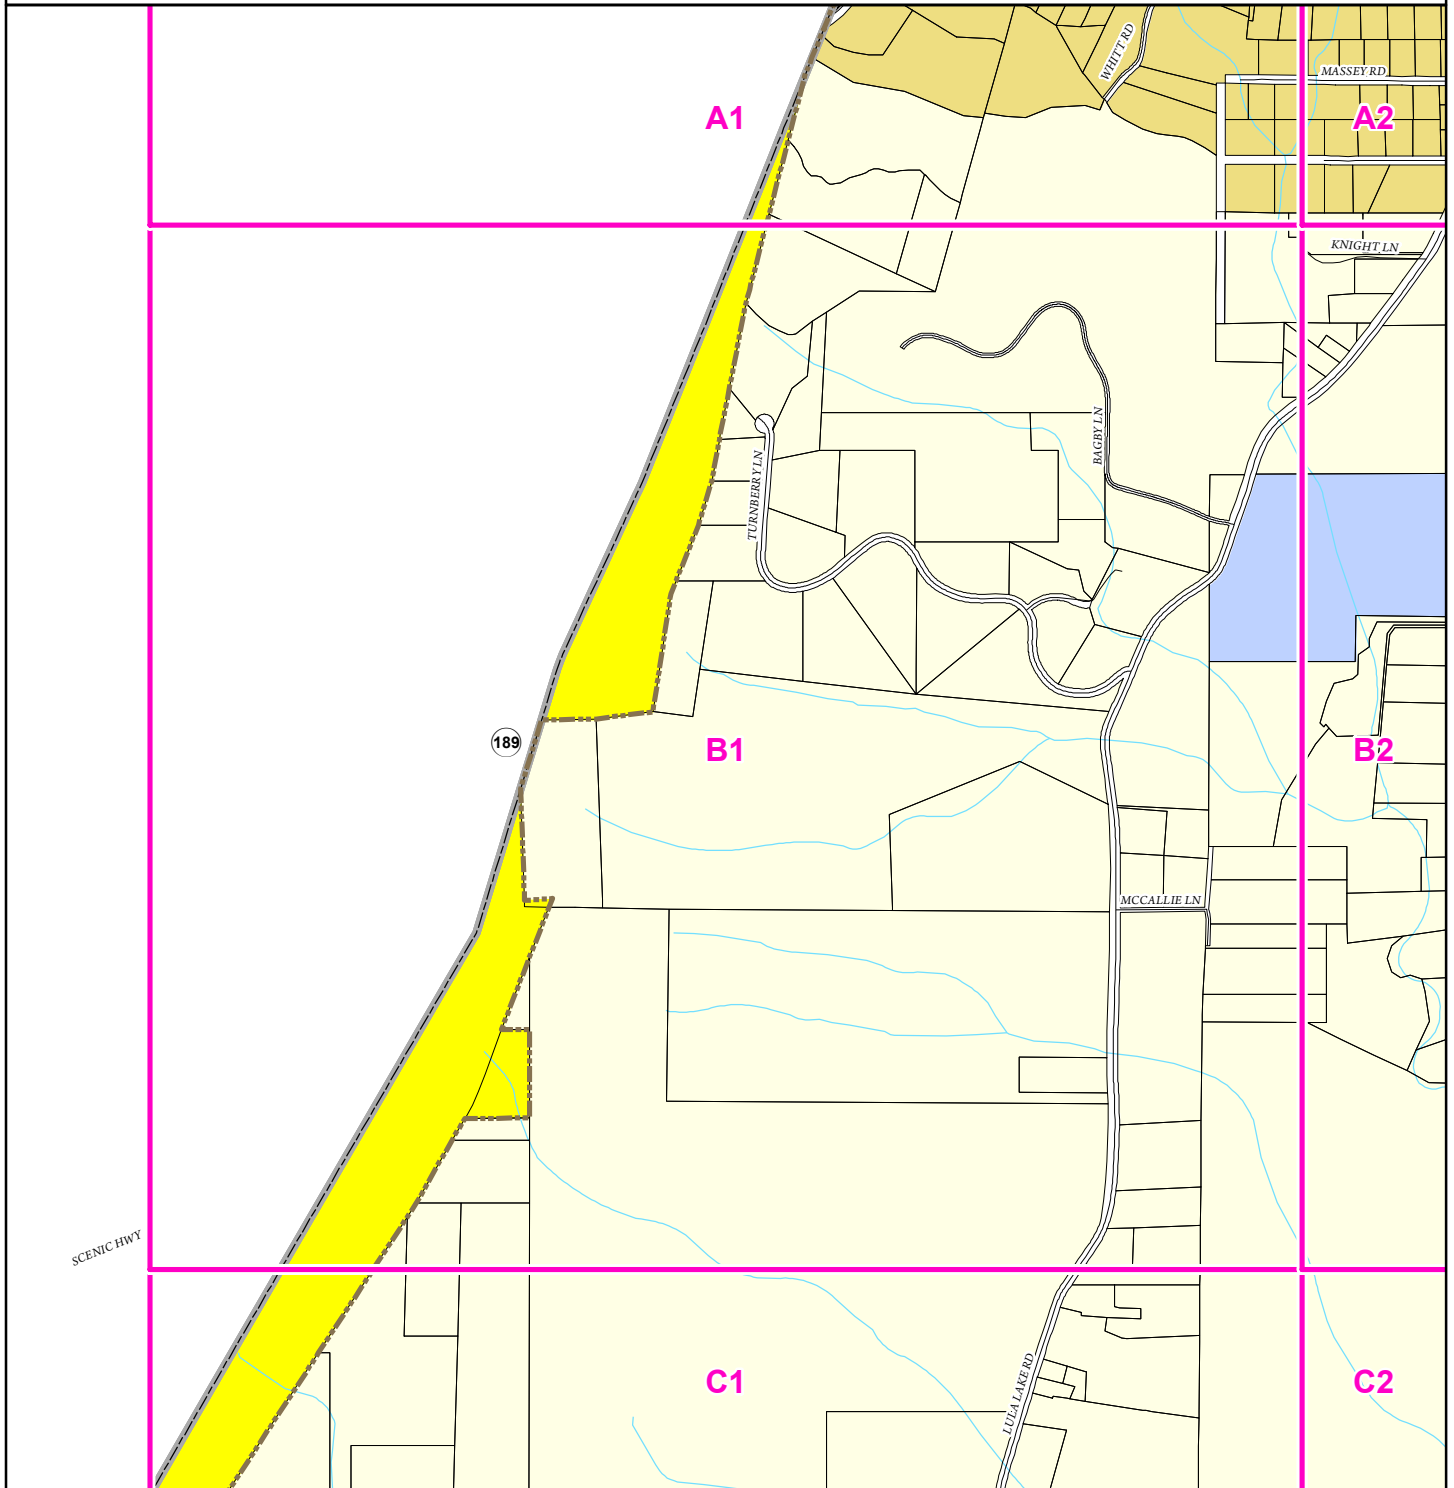 WHITT RD
MASSEY RD
A1
A2
KNIGHT LN
BAGBY LN
TURNBERRY LN
189
B1
B2
MCCALLIE LN
SCENIC HWY
C1
C2
LULA LAKE RD